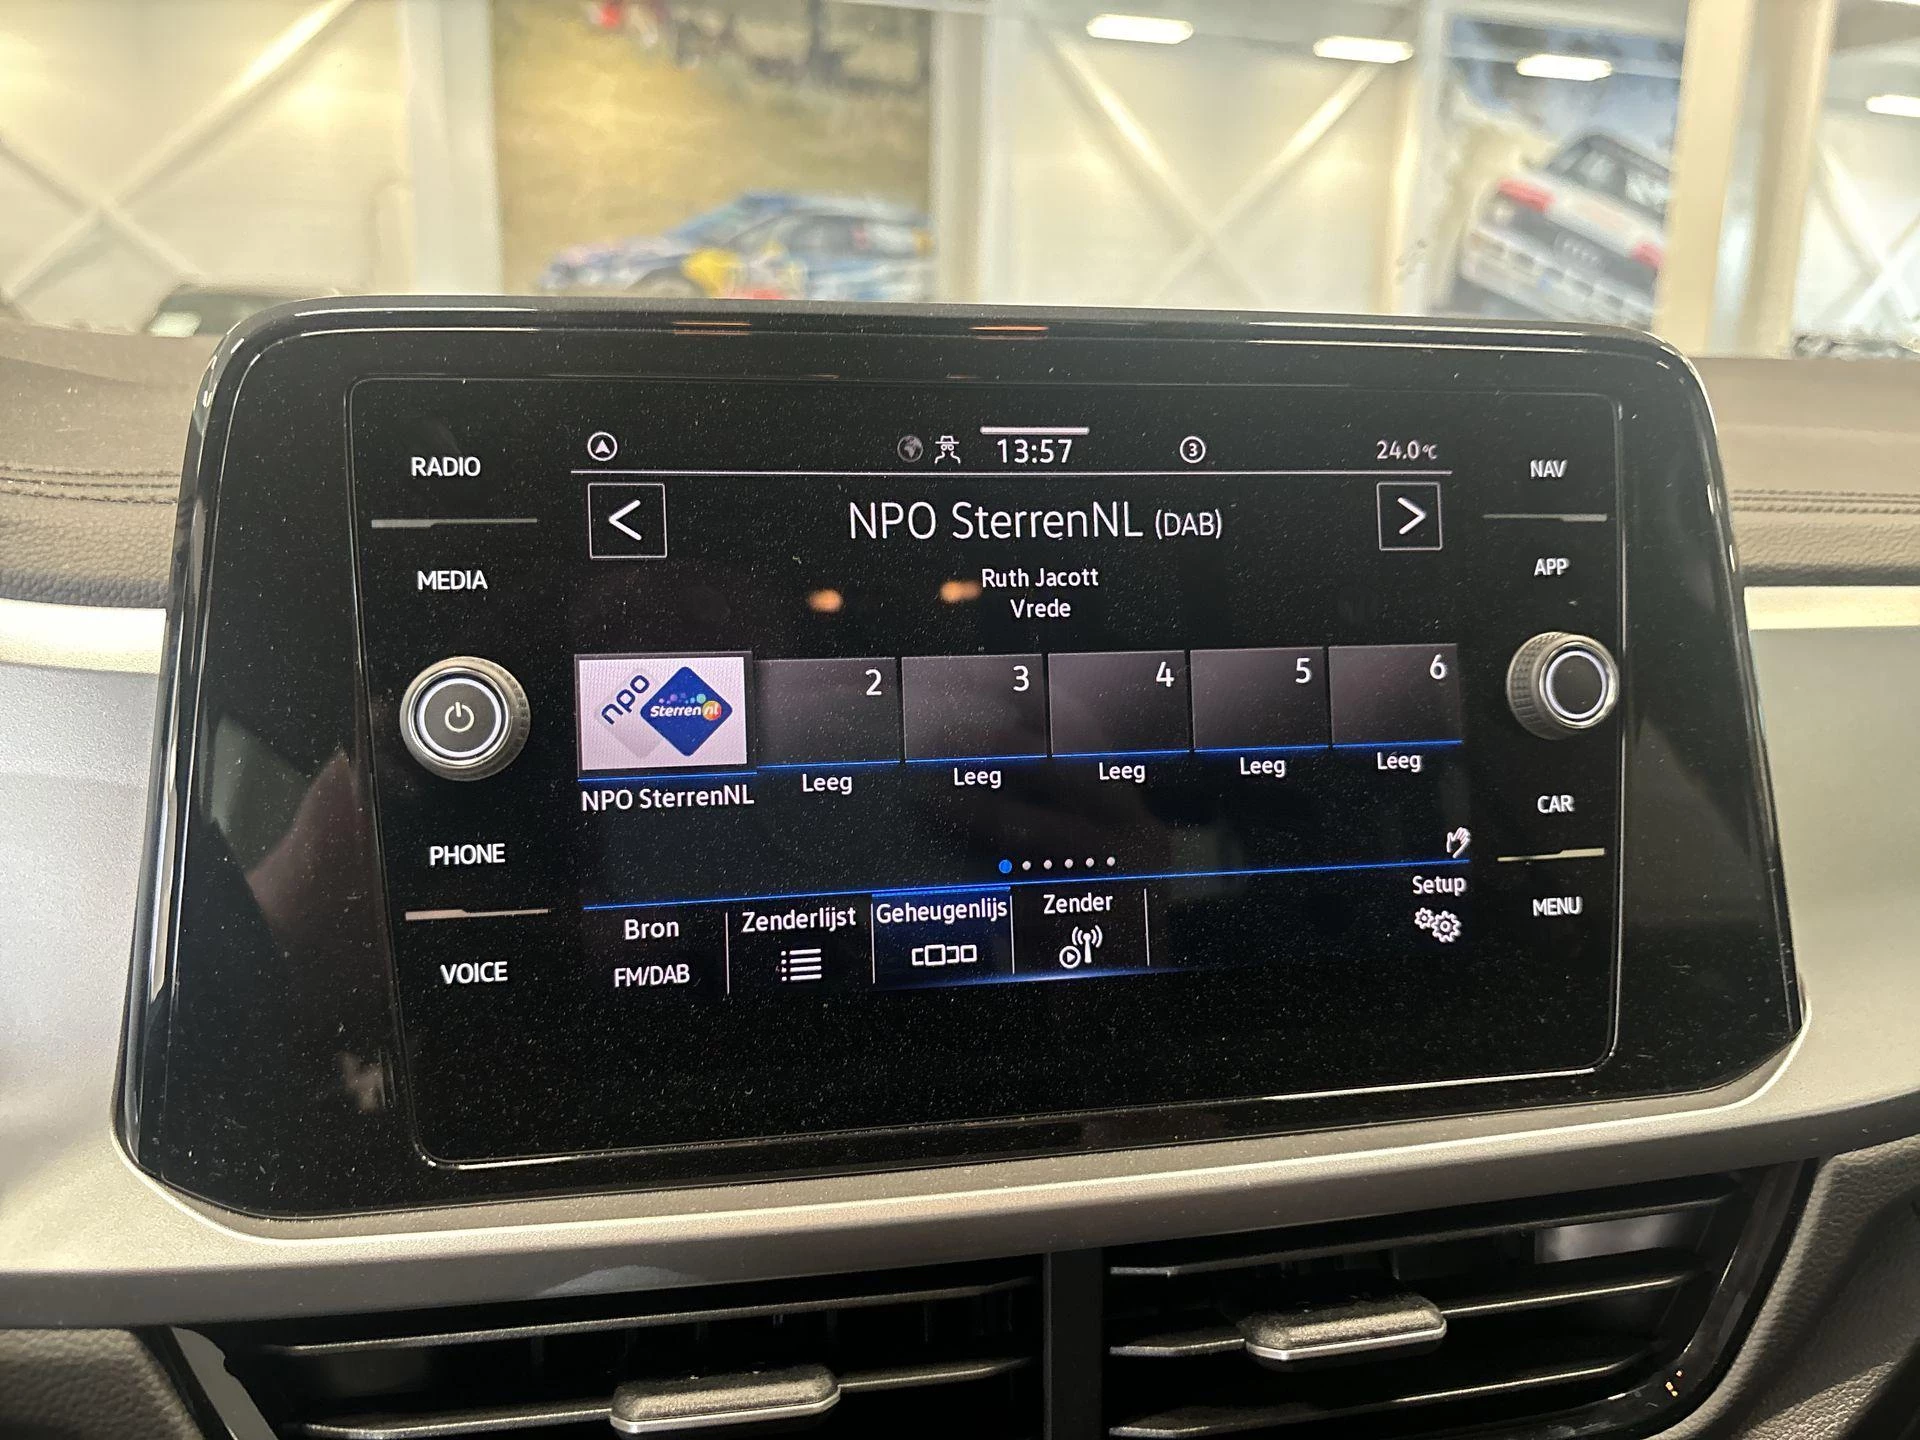 RADIO
MEDIA
PHONE
VOICE
13:57
3
24.0°C
NPO SterrenNL (DAB)
Ruth Jacott
Vrede
npo Sterren nl
2
3
4
5
6
NPO SterrenNL
Leeg
Leeg
Leeg
Leeg
Leeg
Bron
FM/DAB
Zenderlijst
Geheugenlijs
Zender
Setup
NAV
APP
CAR
MENU